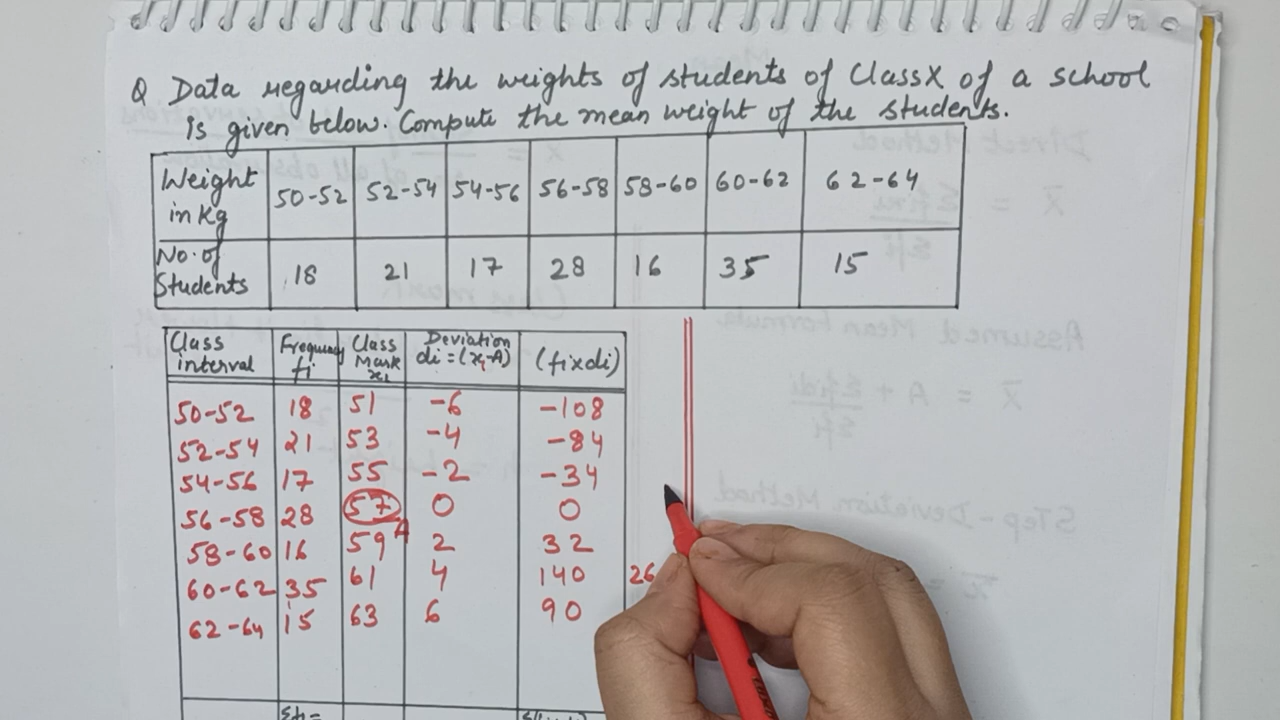 Q Data regarding the weights of students of Class X of a school
is given below. Compute the mean weight of the students.
Weight in Kg 50-52 52-54 54-56 56-58 58-60 60-62 62-64
No. of Students 18 21 17 28 16 35 15
Class interval Frequency fi Class Mark xi Deviation di = (xi-A) (fixdi)
50-52 18 51 -6 -108
52-54 21 53 -4 -84
54-56 17 55 -2 -34
56-58 28 57 A 0 0
58-60 16 59 2 32
60-62 35 61 4 140 26
62-64 15 63 6 90
Σfi =